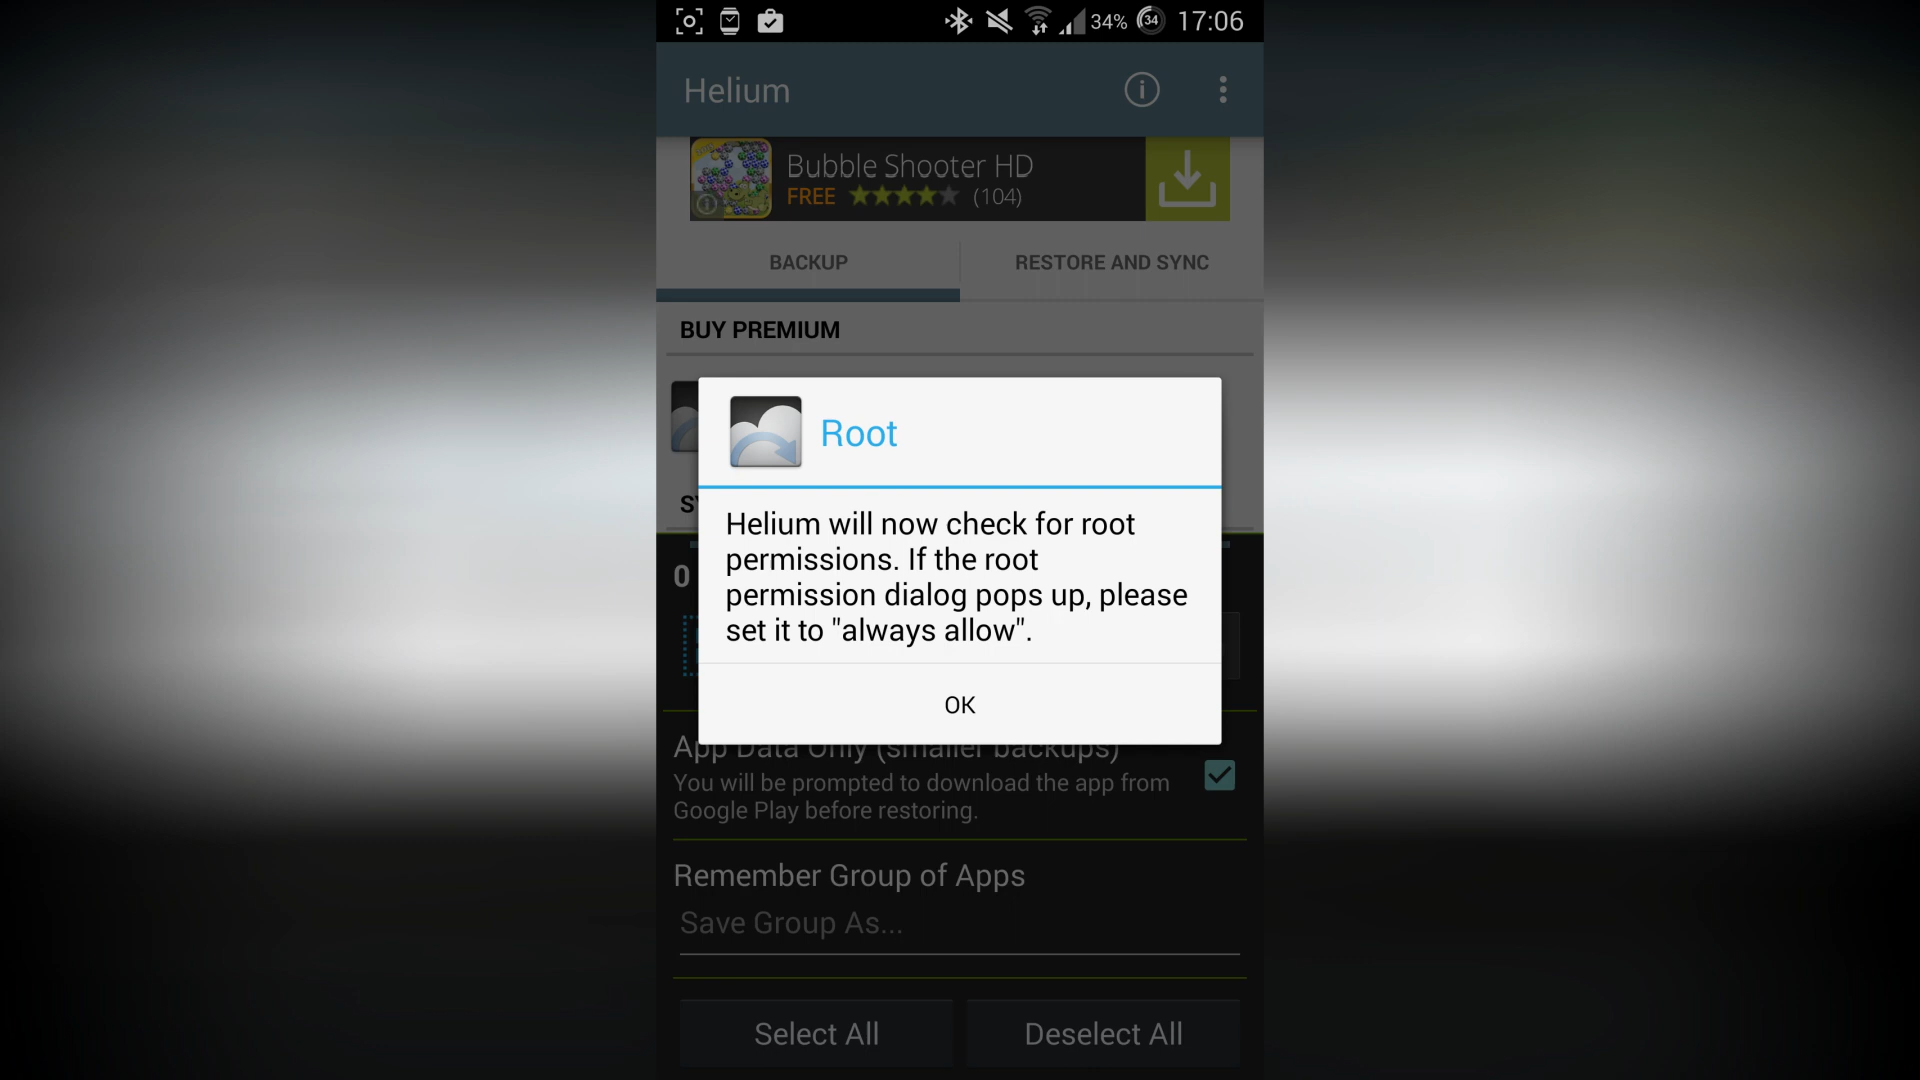 34% 34 17:06
Helium
Bubble Shooter HD
FREE (104)
BACKUP RESTORE AND SYNC
BUY PREMIUM
Root
Helium will now check for root
permissions. If the root
permission dialog pops up, please
set it to "always allow".
OK
0
App Data Only (smaller backups)
You will be prompted to download the app from
Google Play before restoring.
Remember Group of Apps
Save Group As...
Select All Deselect All